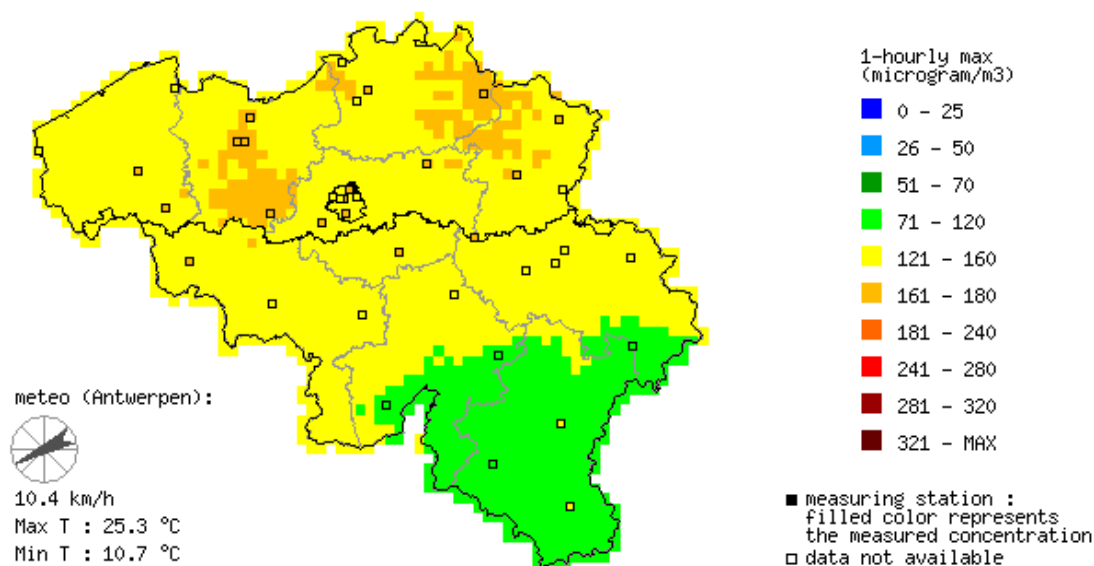 1-hourly max
(microgram/m3)
0 - 25
26 - 50
51 - 70
71 - 120
121 - 160
161 - 180
181 - 240
241 - 280
281 - 320
321 - MAX
meteo (Antwerpen):
10.4 km/h
Max T : 25.3 °C
Min T : 10.7 °C
measuring station :
filled color represents
the measured concentration
data not available